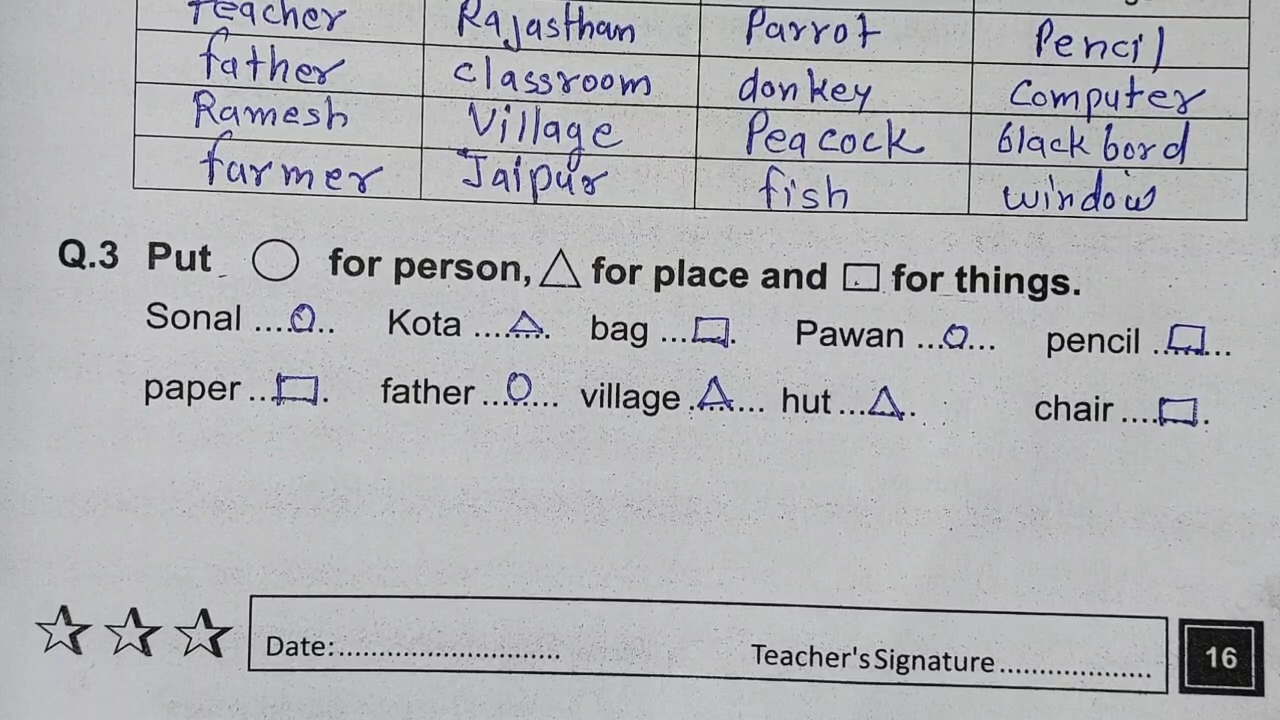 Teacher Rajasthan Parrot Pencil
father classroom donkey Computer
Ramesh Village Peacock black bord
farmer Jaipur fish window
Q.3 Put ○ for person, △ for place and □ for things.
Sonal ....○.. Kota ....△.. bag ...□. Pawan ...○... pencil ..□...
paper ..□. father ...○... village .△... hut ...△. chair ....□.
Date:........................... Teacher's Signature................... 16